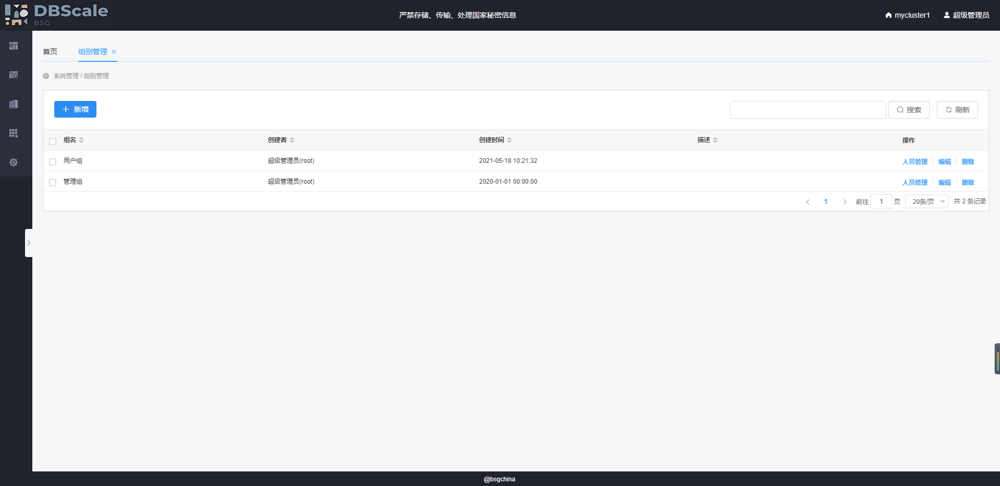 DBScale
BSG
严禁存储、传输、处理国家秘密信息
mycluster1
超级管理员
首页
组别管理
系统管理 / 组别管理
新增
搜索
刷新
组名 创建者 创建时间 描述 操作
用户组 超级管理员(root) 2021-05-18 10:21:32 人员管理 编辑 删除
管理组 超级管理员(root) 2020-01-01 00:00:00 人员管理 编辑 删除
1 前往 1 页 20条/页 共 2 条记录
@bsgchina